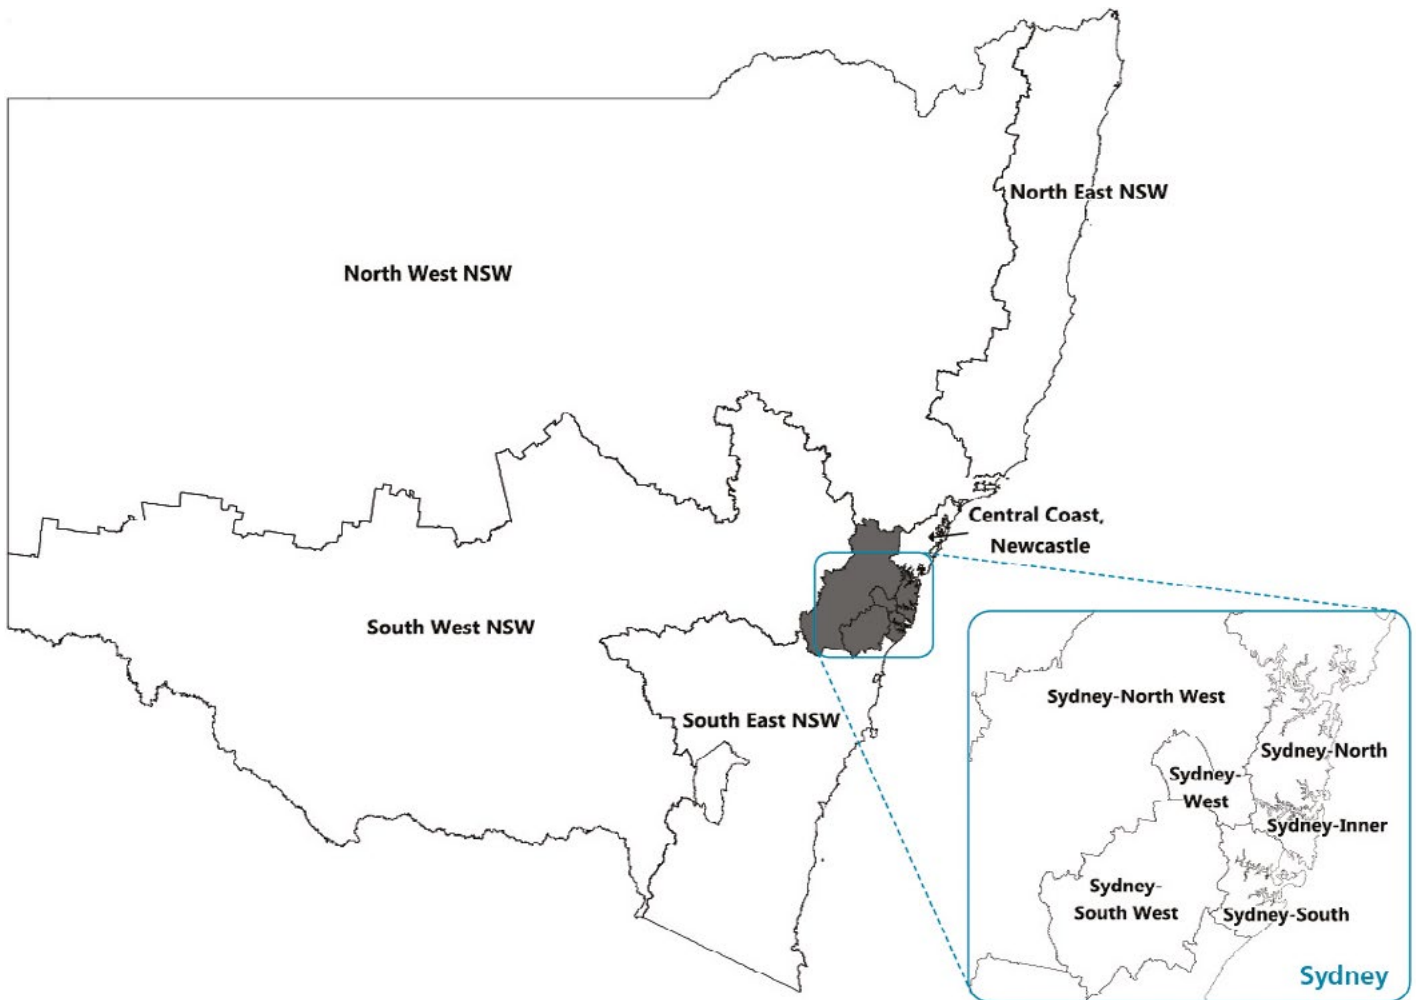 North East NSW
North West NSW
Central Coast,
Newcastle
South West NSW
South East NSW
Sydney-North West
Sydney-North
Sydney-
West
Sydney-Inner
Sydney-
South West
Sydney-South
Sydney